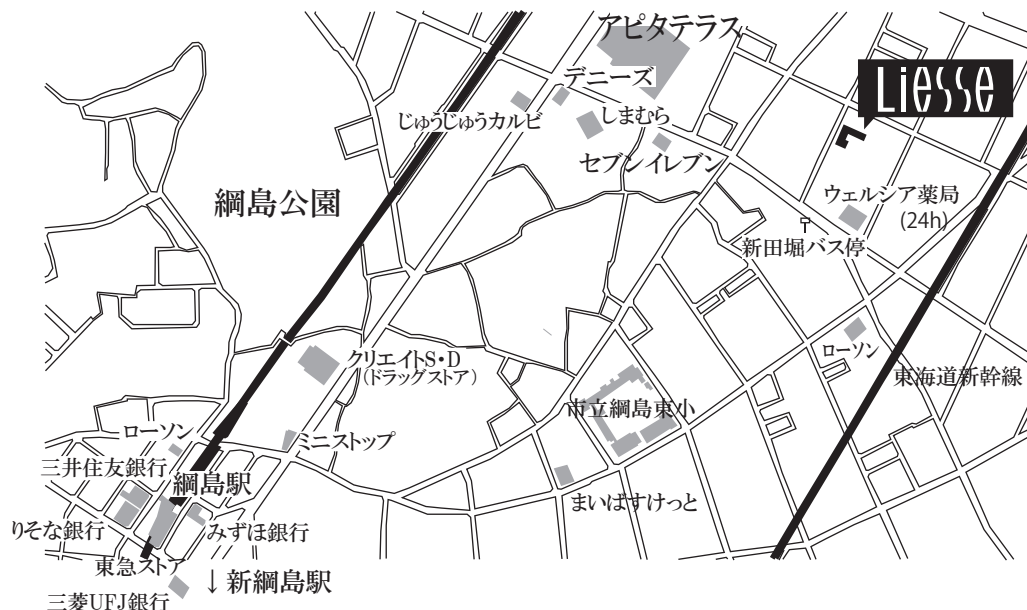 アピタテラス
デニーズ
Liesse
じゅうじゅうカルビ
しまむら
セブンイレブン
綱島公園
ウェルシア薬局
(24h)
新田堀バス停
クリエイトS・D
(ドラッグストア)
ローソン
東海道新幹線
市立綱島東小
ローソン
ミニストップ
三井住友銀行
綱島駅
まいばすけっと
りそな銀行
みずほ銀行
東急ストア
↓新綱島駅
三菱UFJ銀行